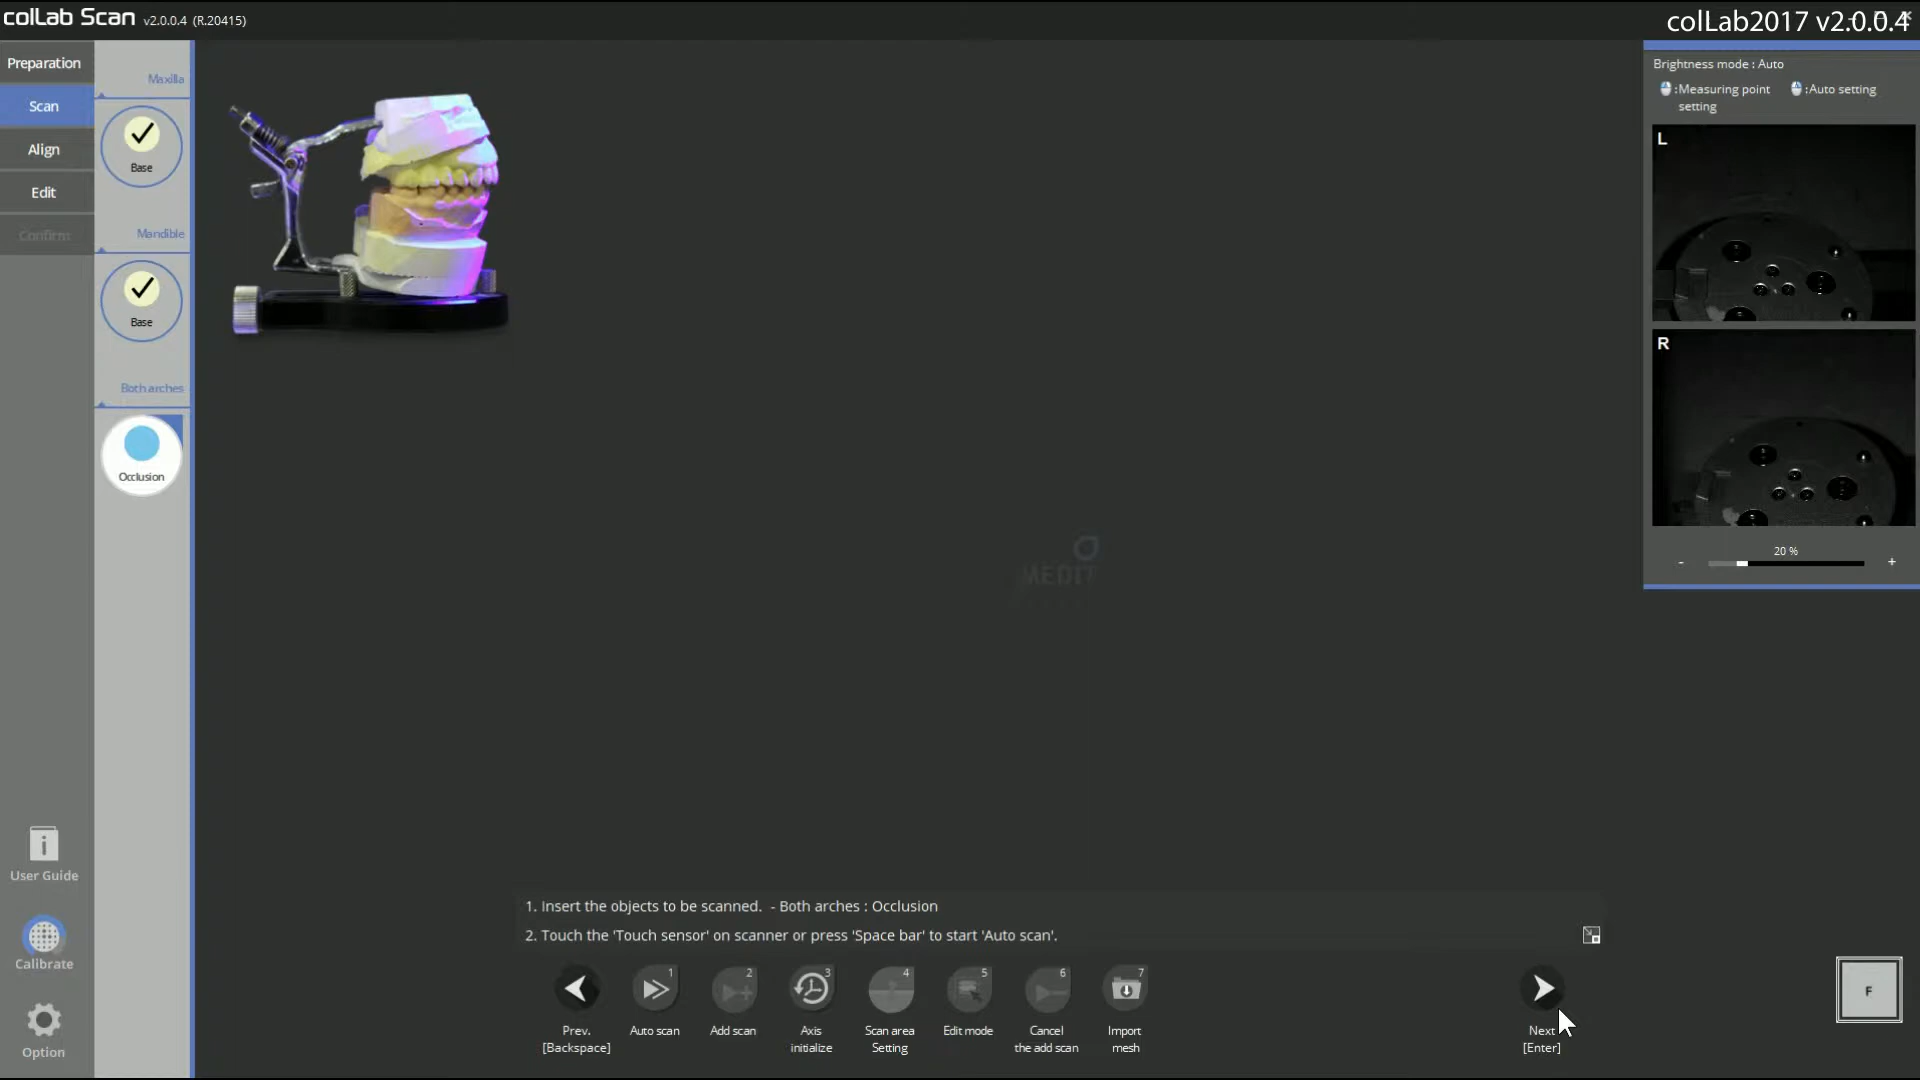 colLab Scan v2.0.0.4 (R.20415)
colLab2017 v2.0.0.4
Preparation
Scan
Align
Edit
Confirm
Maxilla
Base
Mandible
Base
Both arches
Occlusion
Brightness mode : Auto
:Measuring point setting
:Auto setting
L
R
20 %
- +
MEDIT
User Guide
Calibrate
Option
1. Insert the objects to be scanned. - Both arches : Occlusion
2. Touch the 'Touch sensor' on scanner or press 'Space bar' to start 'Auto scan'.
1 2 3 4 5 6 7
Prev.
[Backspace]
Auto scan
Add scan
Axis
initialize
Scan area
Setting
Edit mode
Cancel
the add scan
Import
mesh
Next
[Enter]
F